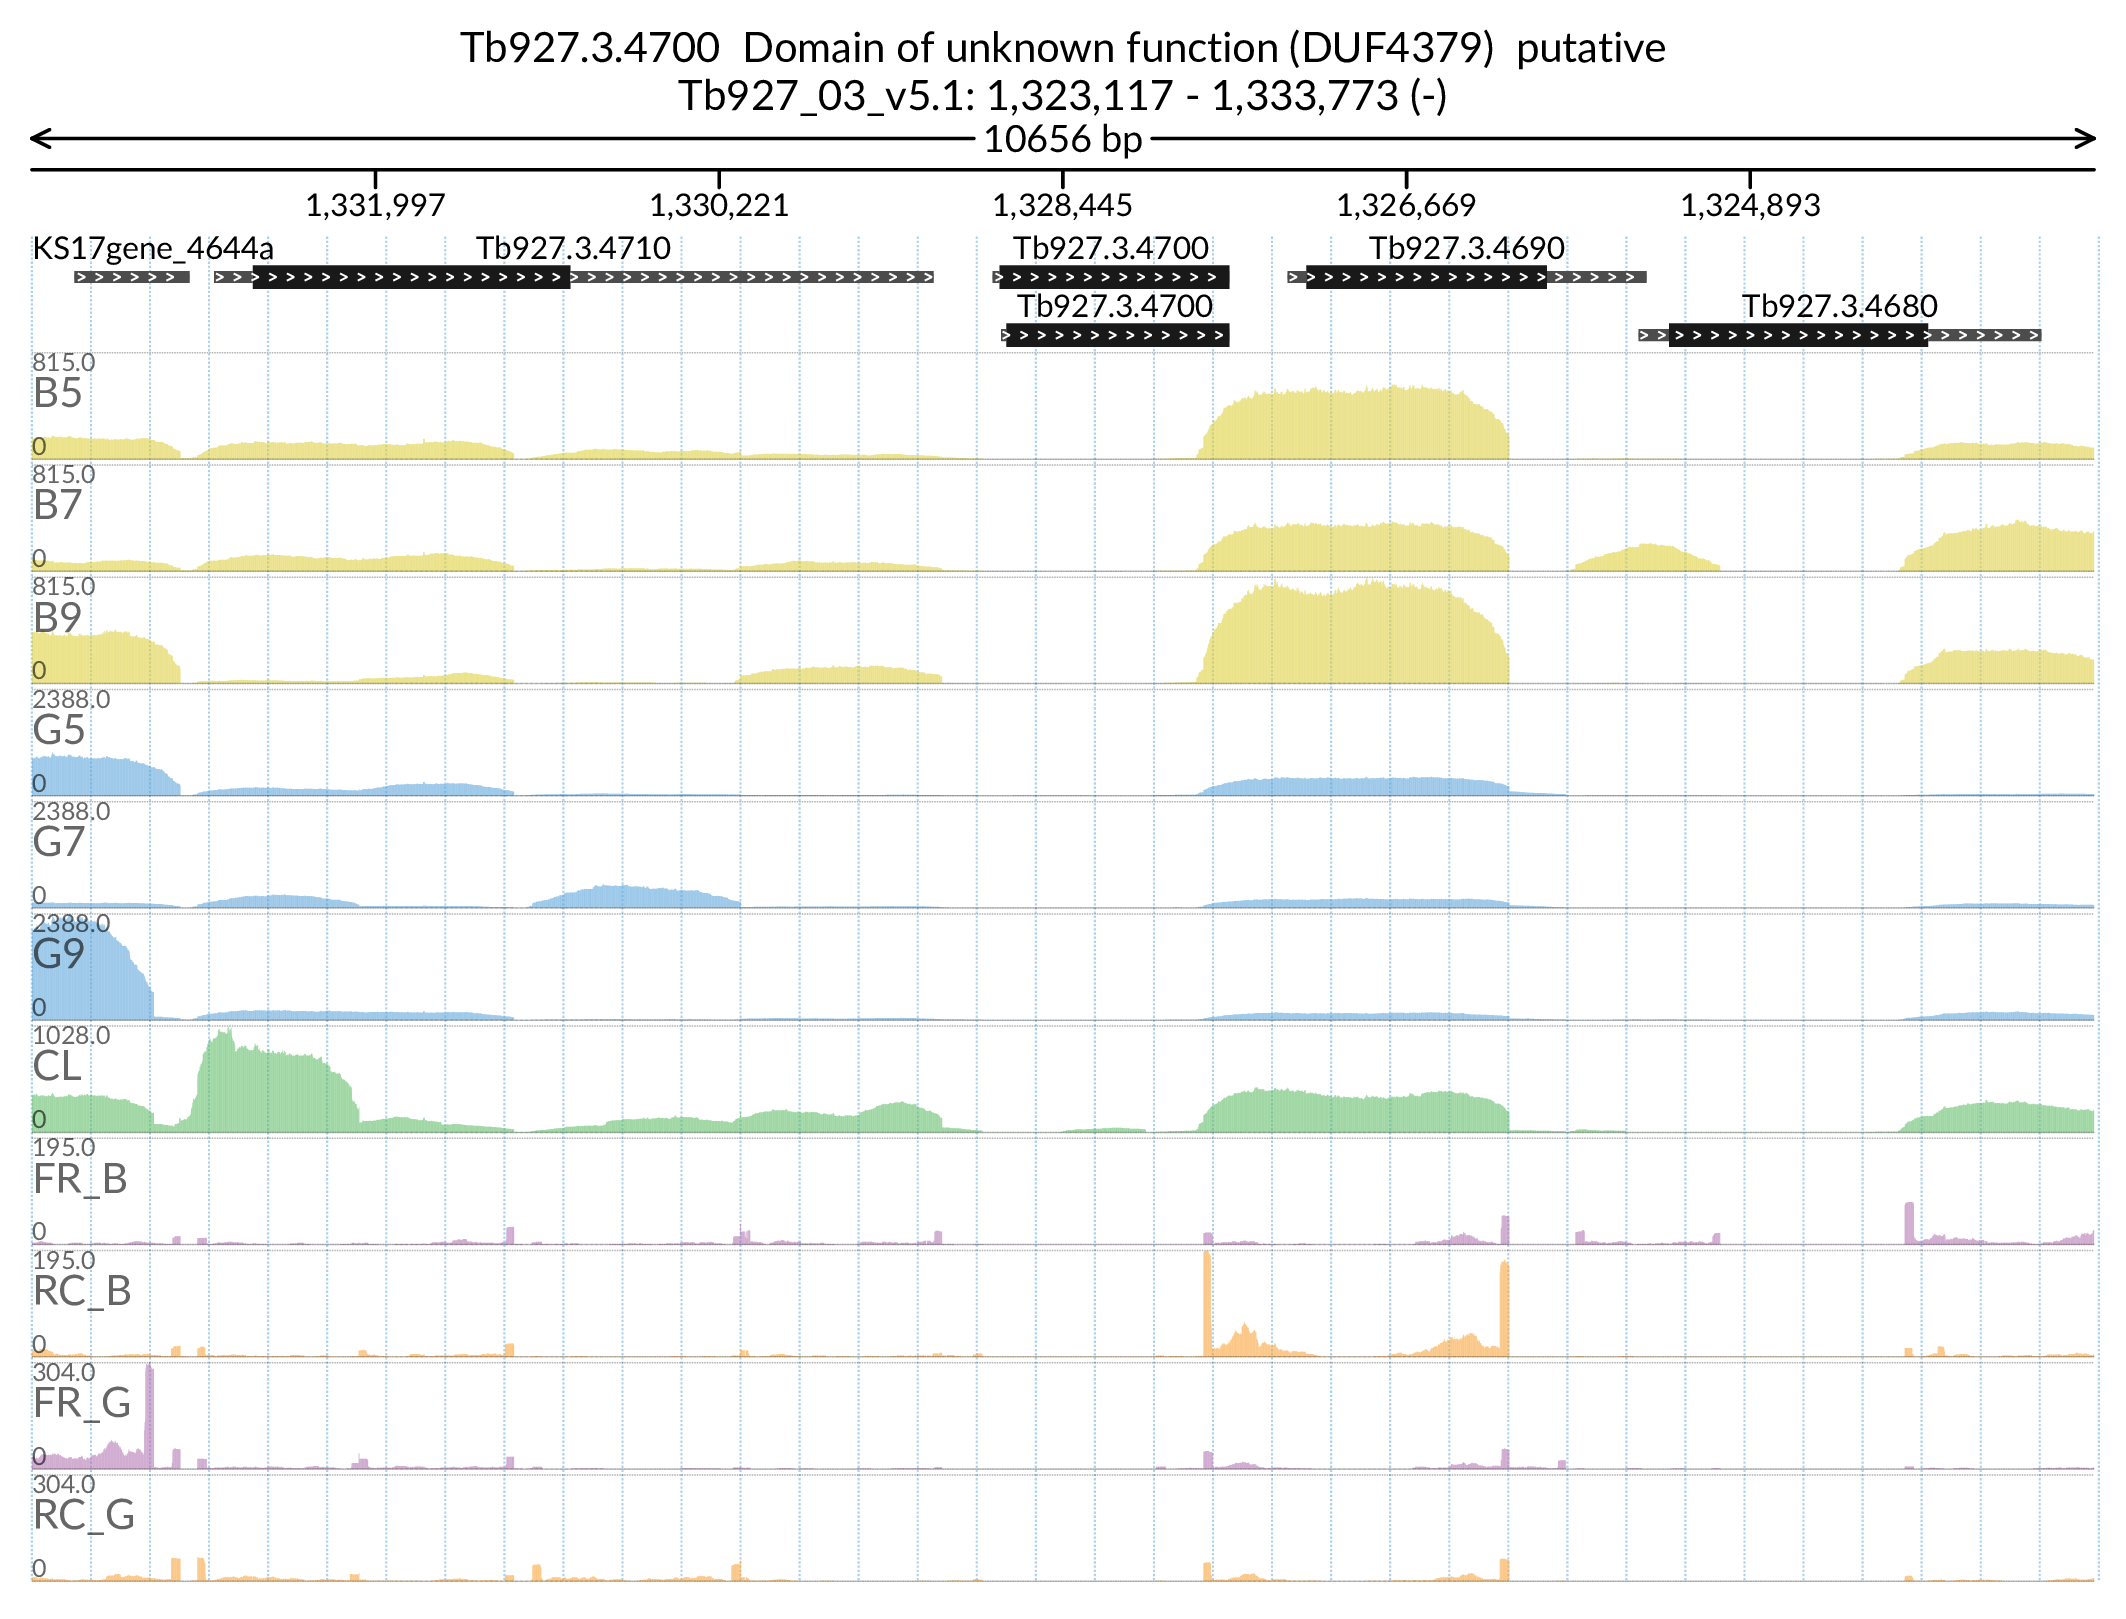 Tb927.3.4700  Domain of unknown function (DUF4379)  putative
Tb927_03_v5.1: 1,323,117 - 1,333,773 (-)
10656 bp
1,331,997 1,330,221 1,328,445 1,326,669 1,324,893
KS17gene_4644a Tb927.3.4710 Tb927.3.4700 Tb927.3.4690
Tb927.3.4700 Tb927.3.4680
815.0
B5
0
815.0
B7
0
815.0
B9
0
2388.0
G5
0
2388.0
G7
0
2388.0
G9
0
1028.0
CL
0
195.0
FR_B
0
195.0
RC_B
0
304.0
FR_G
0
304.0
RC_G
0